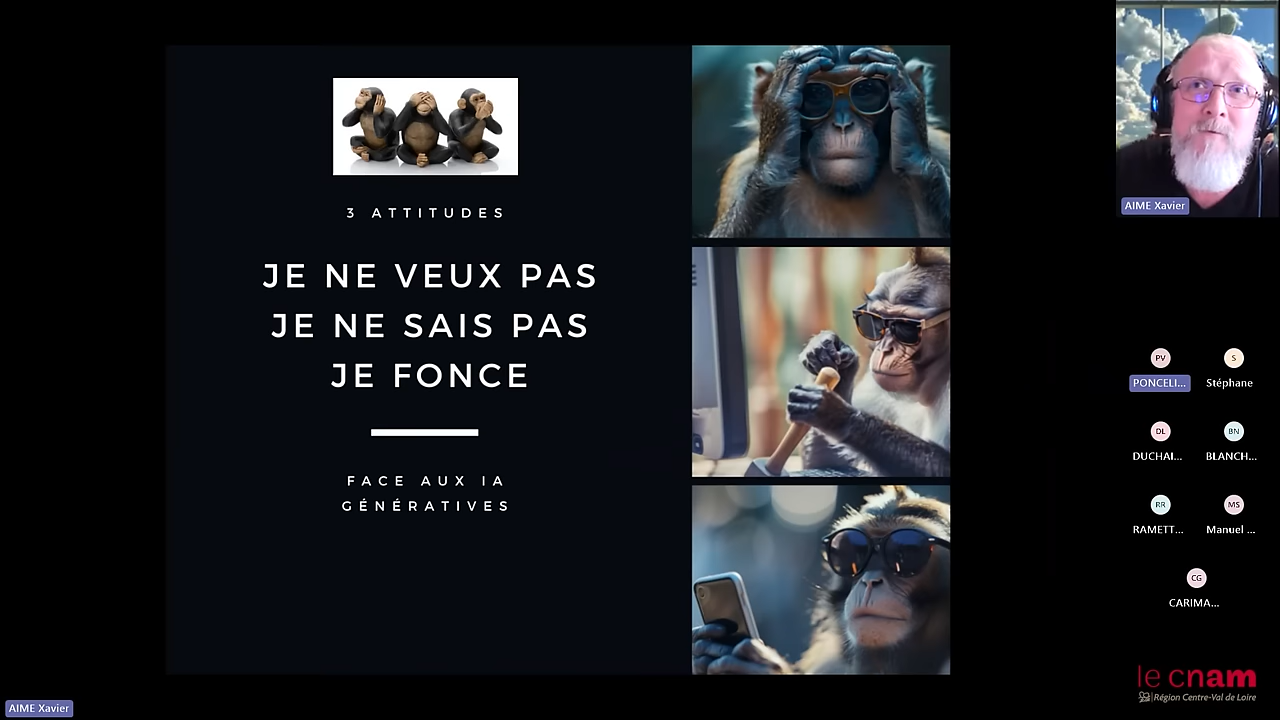 3 ATTITUDES
JE NE VEUX PAS
JE NE SAIS PAS
JE FONCE
FACE AUX IA
GÉNÉRATIVES
AIME Xavier
PV
S
PONCELI...
Stéphane
DL
BN
DUCHAI...
BLANCH...
RR
MS
RAMETT...
Manuel ...
CG
CARIMA...
le cnam
Région Centre-Val de Loire
AIME Xavier